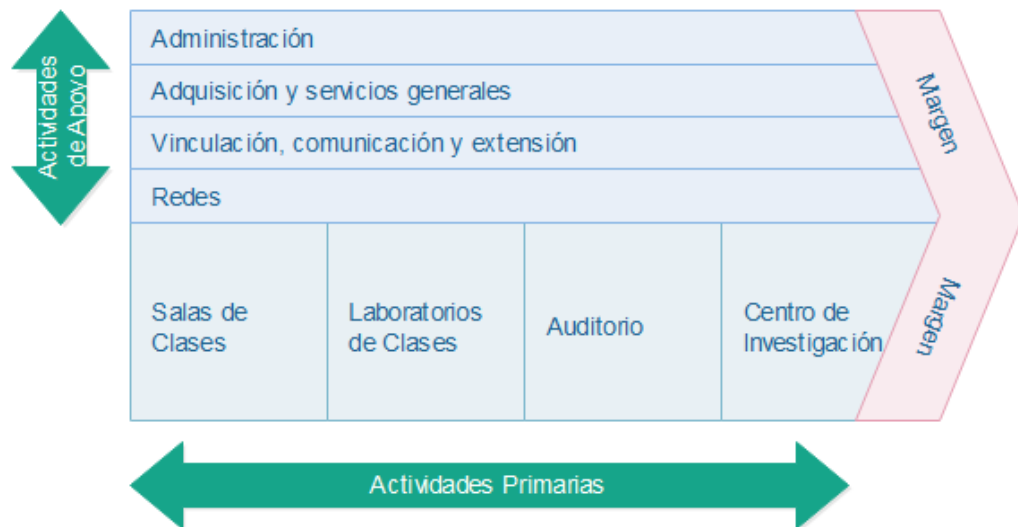 Actividades
de Apoyo
Administración
Adquisición y servicios generales
Vinculación, comunicación y extensión
Redes
Margen
Salas de
Clases
Laboratorios
de Clases
Auditorio
Centro de
Investigación
Margen
Actividades Primarias